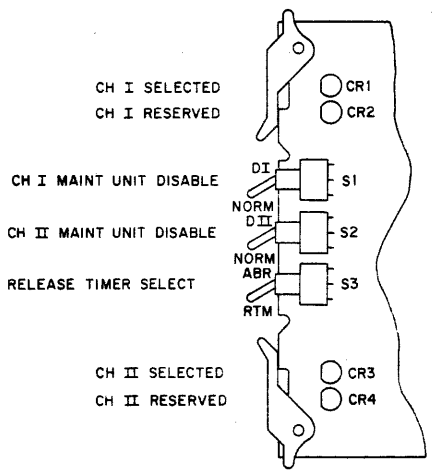 CH I SELECTED CR1
CH I RESERVED CR2
DI
CH I MAINT UNIT DISABLE S1
NORM
DII
CH II MAINT UNIT DISABLE S2
NORM
ABR
RELEASE TIMER SELECT S3
RTM
CH II SELECTED CR3
CH II RESERVED CR4